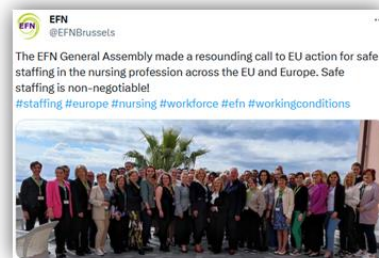 EFN
EFN
@EFNBrussels
The EFN General Assembly made a resounding call to EU action for safe
staffing in the nursing profession across the EU and Europe. Safe
staffing is non-negotiable!
#staffing #europe #nursing #workforce #efn #workingconditions